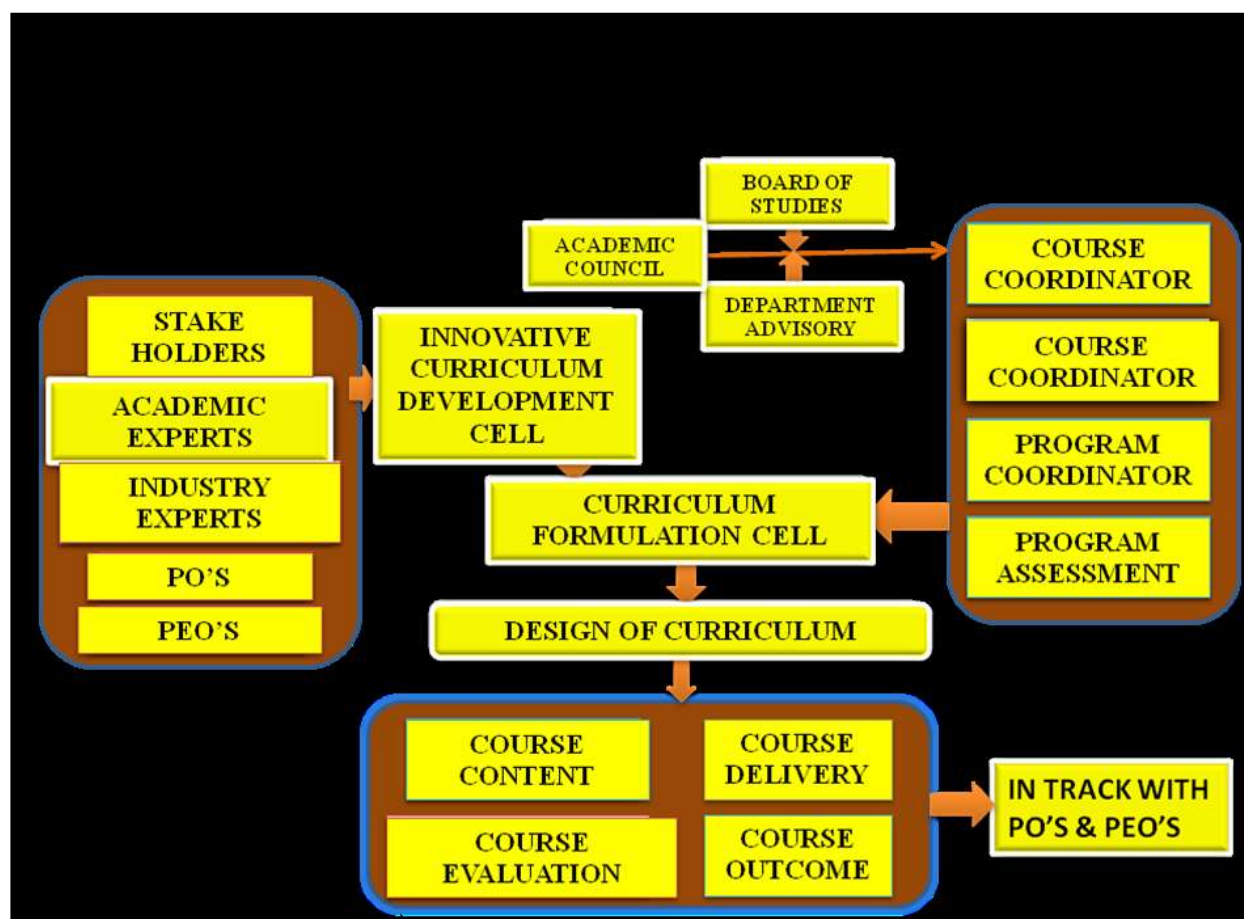 BOARD OF
STUDIES
ACADEMIC
COUNCIL
DEPARTMENT
ADVISORY
STAKE
HOLDERS
ACADEMIC
EXPERTS
INDUSTRY
EXPERTS
PO'S
PEO'S
INNOVATIVE
CURRICULUM
DEVELOPMENT
CELL
COURSE
COORDINATOR
COURSE
COORDINATOR
PROGRAM
COORDINATOR
PROGRAM
ASSESSMENT
CURRICULUM
FORMULATION CELL
DESIGN OF CURRICULUM
COURSE
CONTENT
COURSE
DELIVERY
COURSE
EVALUATION
COURSE
OUTCOME
IN TRACK WITH
PO'S & PEO'S